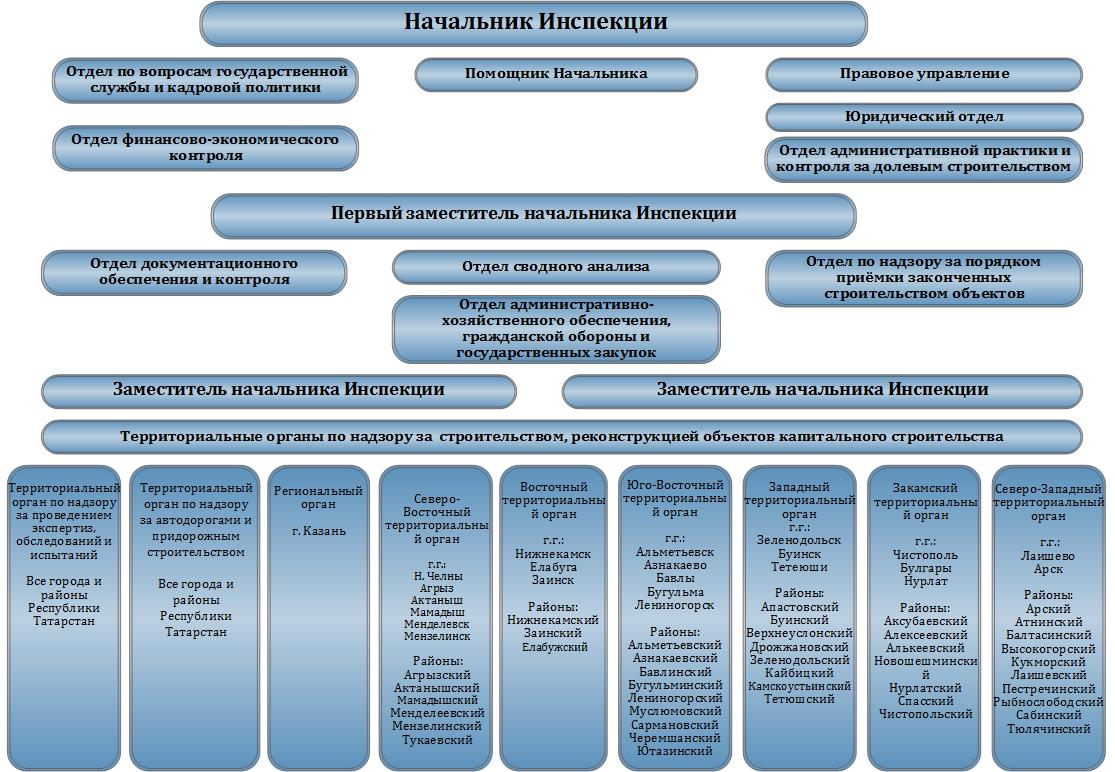 Начальник Инспекции
Отдел по вопросам государственной
службы и кадровой политики
Помощник Начальника
Правовое управление
Юридический отдел
Отдел финансово-экономического
контроля
Отдел административной практики и
контроля за долевым строительством
Первый заместитель начальника Инспекции
Отдел документационного
обеспечения и контроля
Отдел сводного анализа
Отдел по надзору за порядком
приёмки законченных
строительством объектов
Отдел административно-
хозяйственного обеспечения,
гражданской обороны и
государственных закупок
Заместитель начальника Инспекции
Заместитель начальника Инспекции
Территориальные органы по надзору за строительством, реконструкцией объектов капитального строительства
Территориальный
орган по надзору
за проведением
экспертиз,
обследований и
испытаний
Все города и
районы
Республики
Татарстан
Территориальный
орган по надзору
за автодорогами и
придорожным
строительством
Все города и
районы
Республики
Татарстан
Региональный
орган
г. Казань
Северо-
Восточный
территориальны
й орган
г.г.:
Н. Челны
Агрыз
Актаныш
Мамадыш
Менделевск
Мензелинск
Районы:
Агрызский
Актанышский
Мамадышский
Менделеевский
Мензелинский
Тукаевский
Восточный
территориальны
й орган
г.г.:
Нижнекамск
Елабуга
Заинск
Районы:
Нижнекамский
Заинский
Елабужский
Юго-Восточный
территориальны
й орган
г.г.:
Альметьевск
Азнакаево
Бавлы
Бугульма
Лениногорск
Районы:
Альметьевский
Азнакаевский
Бавлинский
Бугульминский
Лениногорский
Муслюмовский
Сармановский
Черемшанский
Ютазинский
Западный
территориальный
орган
г.г.:
Зеленодольск
Буинск
Тетеюши
Районы:
Апастовский
Буинский
Верхнеуслонский
Дрожжановский
Зеленодольский
Кайбицкий
Камскоустьинский
Тетюшский
Закамский
территориальный
орган
г.г.:
Чистополь
Булгары
Нурлат
Районы:
Аксубаевский
Алексеевский
Алькеевский
Новошешмински
й
Нурлатский
Спасский
Чистопольский
Северо-Западный
территориальный
орган
г.г.:
Лаишево
Арск
Районы:
Арский
Атнинский
Балтасинский
Высокогорский
Кукморский
Лаишевский
Пестречинский
Рыбнослободский
Сабинский
Тюлячинский